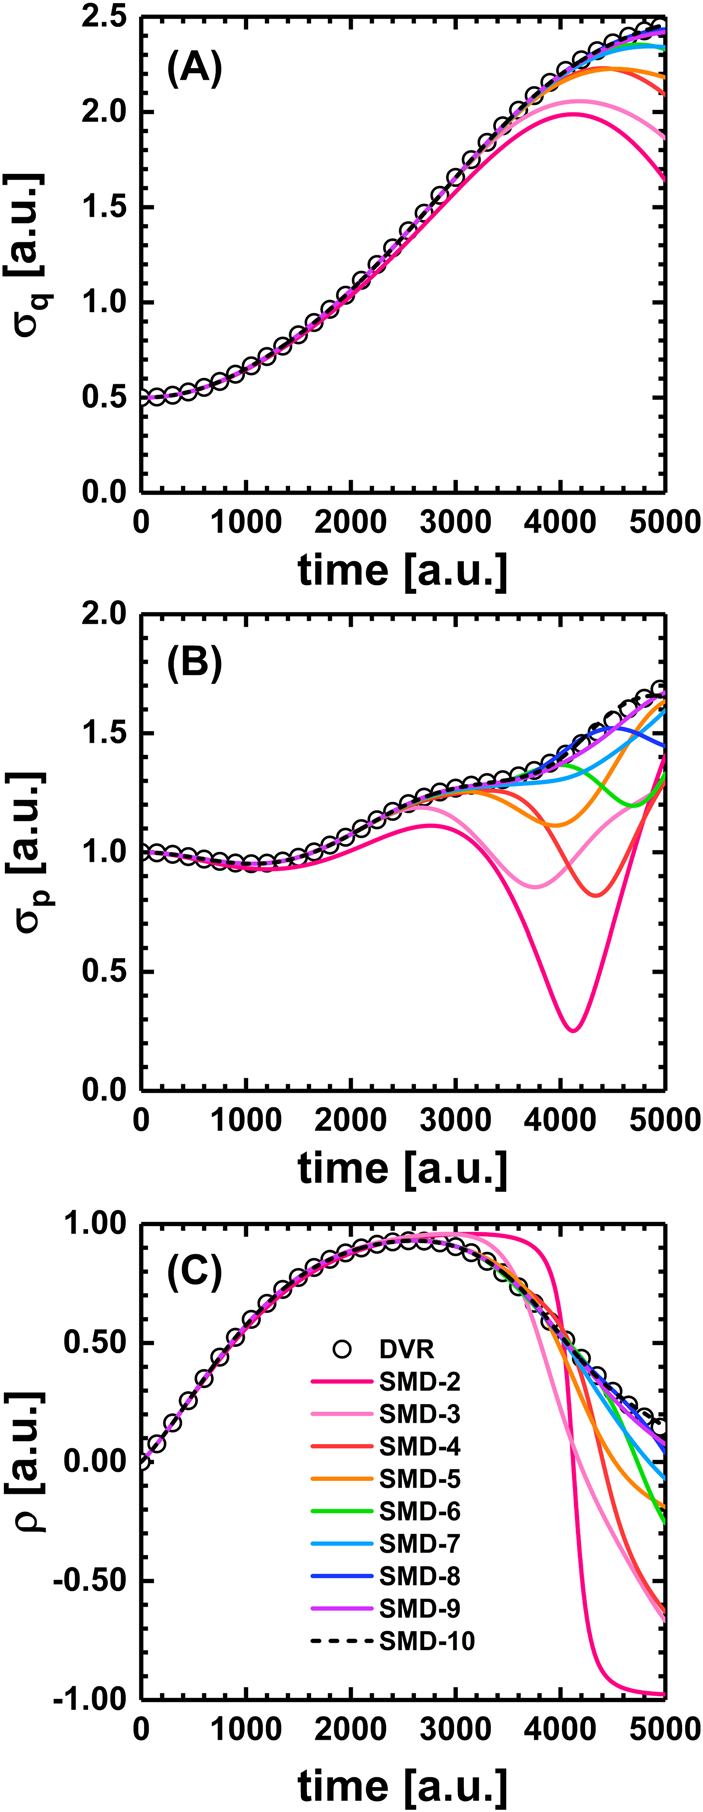 (A)
2.5
2.0
1.5
1.0
0.5
0.0
σq [a.u.]
0 1000 2000 3000 4000 5000
time [a.u.]
(B)
2.0
1.5
1.0
0.5
0.0
σp [a.u.]
0 1000 2000 3000 4000 5000
time [a.u.]
(C)
1.00
0.50
0.00
-0.50
-1.00
ρ [a.u.]
DVR
SMD-2
SMD-3
SMD-4
SMD-5
SMD-6
SMD-7
SMD-8
SMD-9
SMD-10
0 1000 2000 3000 4000 5000
time [a.u.]